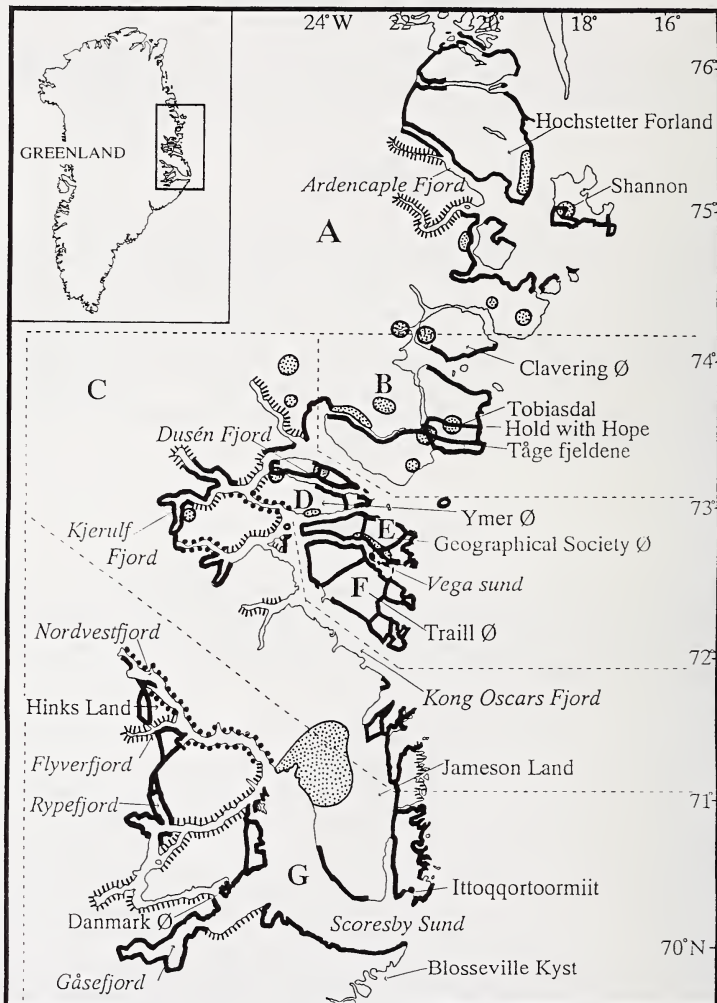 24°W 20° 18° 16°
76°
GREENLAND
Hochstetter Forland
Ardencaple Fjord
Shannon
75°
A
74°
Clavering Ø
C
B
Tobiasdal
Hold with Hope
Dusén Fjord
Tåge fjeldene
73°
D
Ymer Ø
E
Kjerulf
Fjord
Geographical Society Ø
Vega sund
F
Traill Ø
72°
Nordvestfjord
Kong Oscars Fjord
Hinks Land
Flyverfjord
Jameson Land
Rypefjord
71°
G
Ittoqqortoormiit
Danmark Ø
Scoresby Sund
70°N
Gåsefjord
Blosseville Kyst